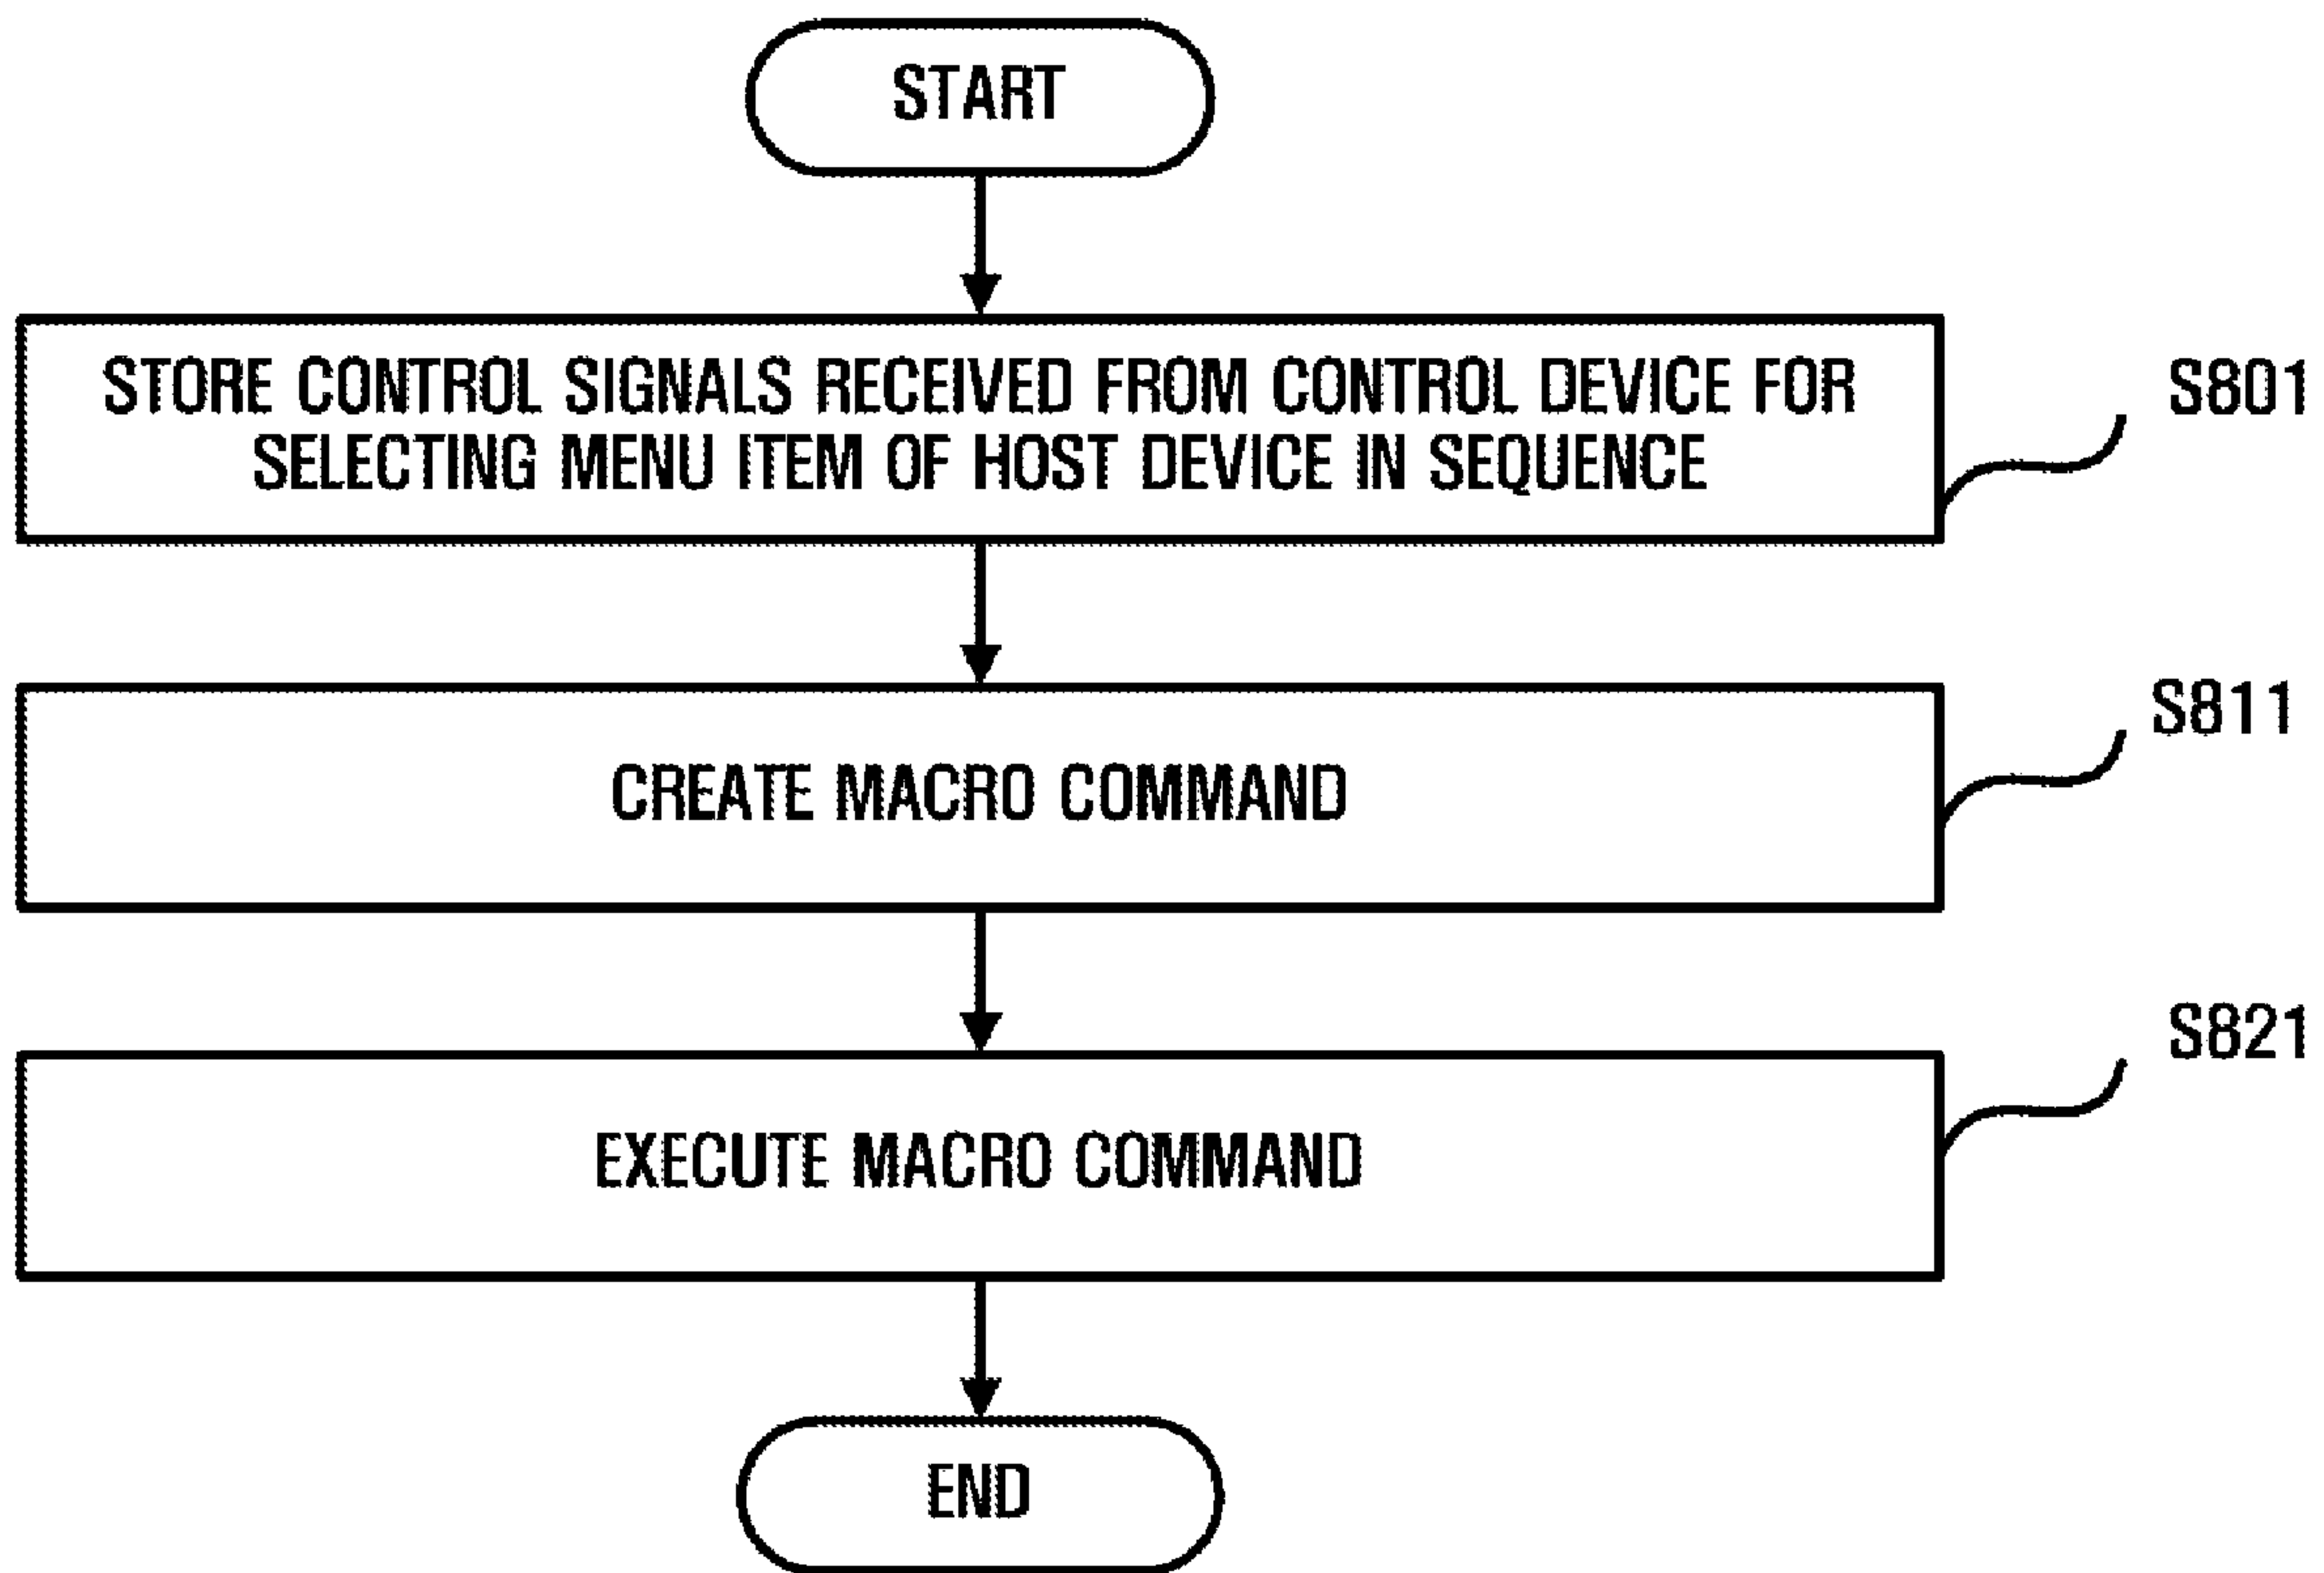 START
STORE CONTROL SIGNALS RECEIVED FROM CONTROL DEVICE FOR
SELECTING MENU ITEM OF HOST DEVICE IN SEQUENCE
S801
CREATE MACRO COMMAND
S811
EXECUTE MACRO COMMAND
S821
END